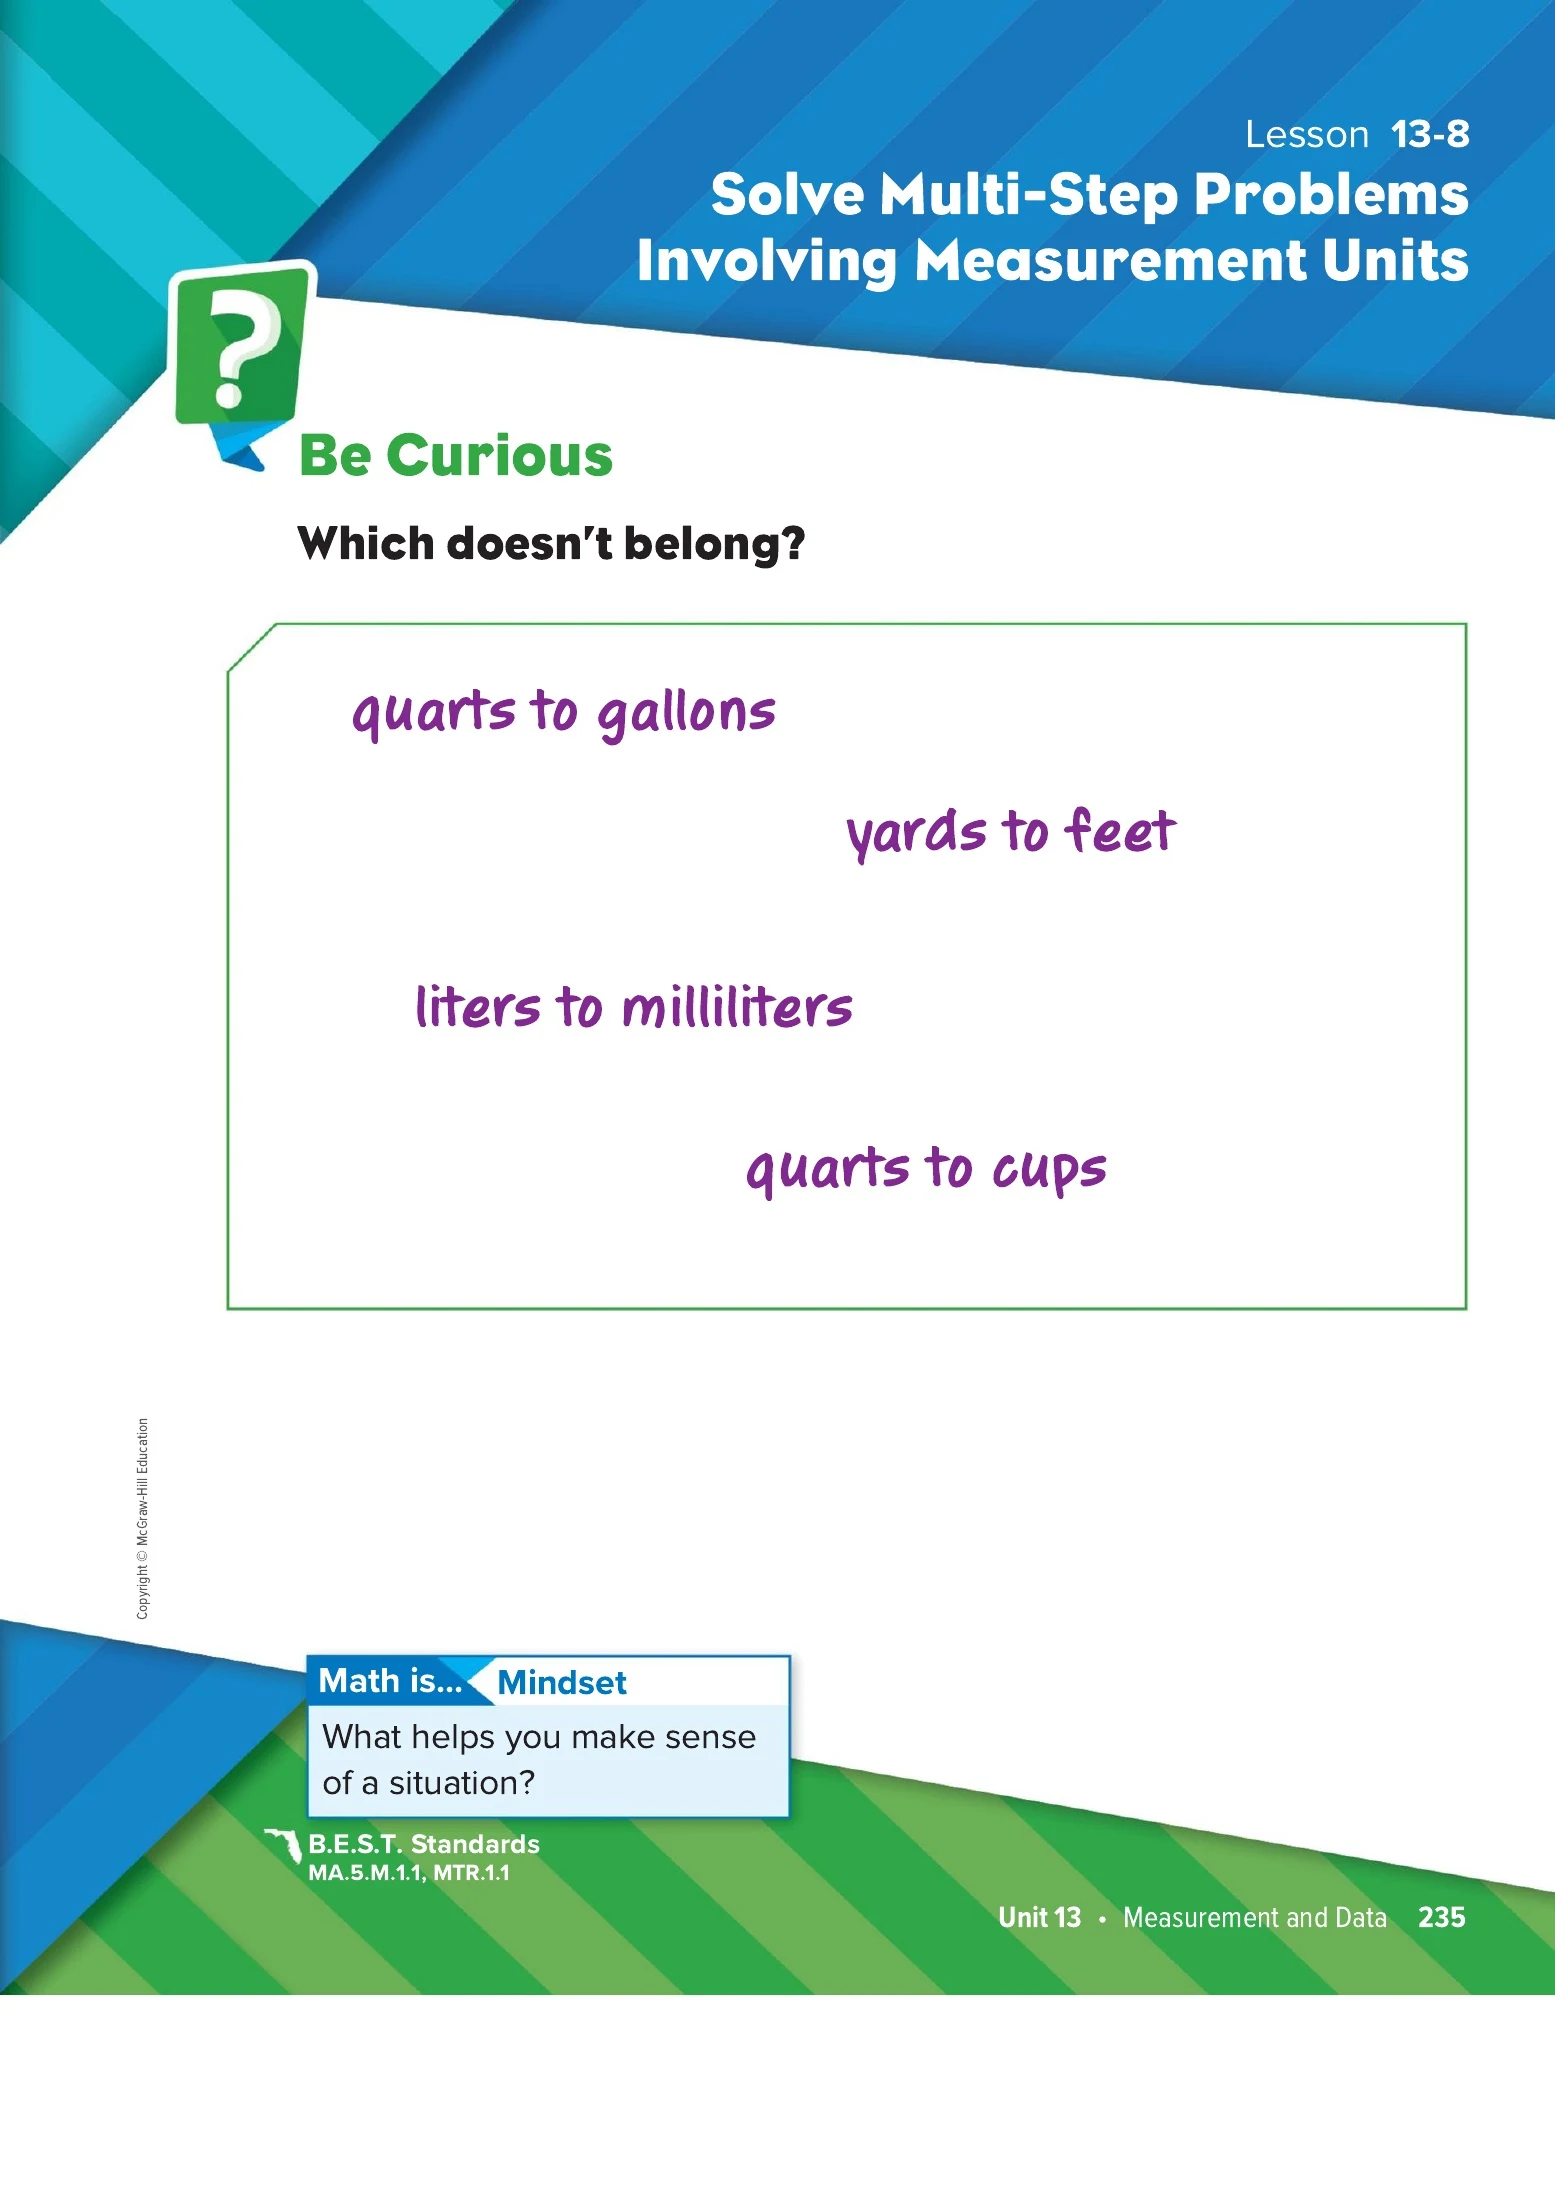 Lesson 13-8
Solve Multi-Step Problems
Involving Measurement Units
?
Be Curious
Which doesn't belong?
quarts to gallons
yards to feet
liters to milliliters
quarts to cups
Copyright © McGraw-Hill Education
Math is... Mindset
What helps you make sense
of a situation?
B.E.S.T. Standards
MA.5.M.1.1, MTR.1.1
Unit 13 • Measurement and Data 235